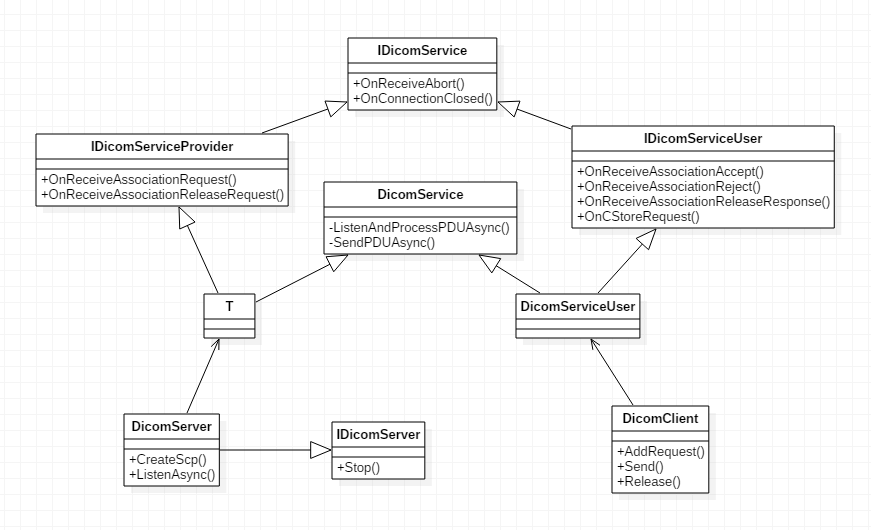 IDicomService
+OnReceiveAbort()
+OnConnectionClosed()
IDicomServiceProvider
+OnReceiveAssociationRequest()
+OnReceiveAssociationReleaseRequest()
IDicomServiceUser
+OnReceiveAssociationAccept()
+OnReceiveAssociationReject()
+OnReceiveAssociationReleaseResponse()
+OnCStoreRequest()
DicomService
-ListenAndProcessPDUAsync()
-SendPDUAsync()
T
DicomServiceUser
DicomServer
+CreateScp()
+ListenAsync()
IDicomServer
+Stop()
DicomClient
+AddRequest()
+Send()
+Release()